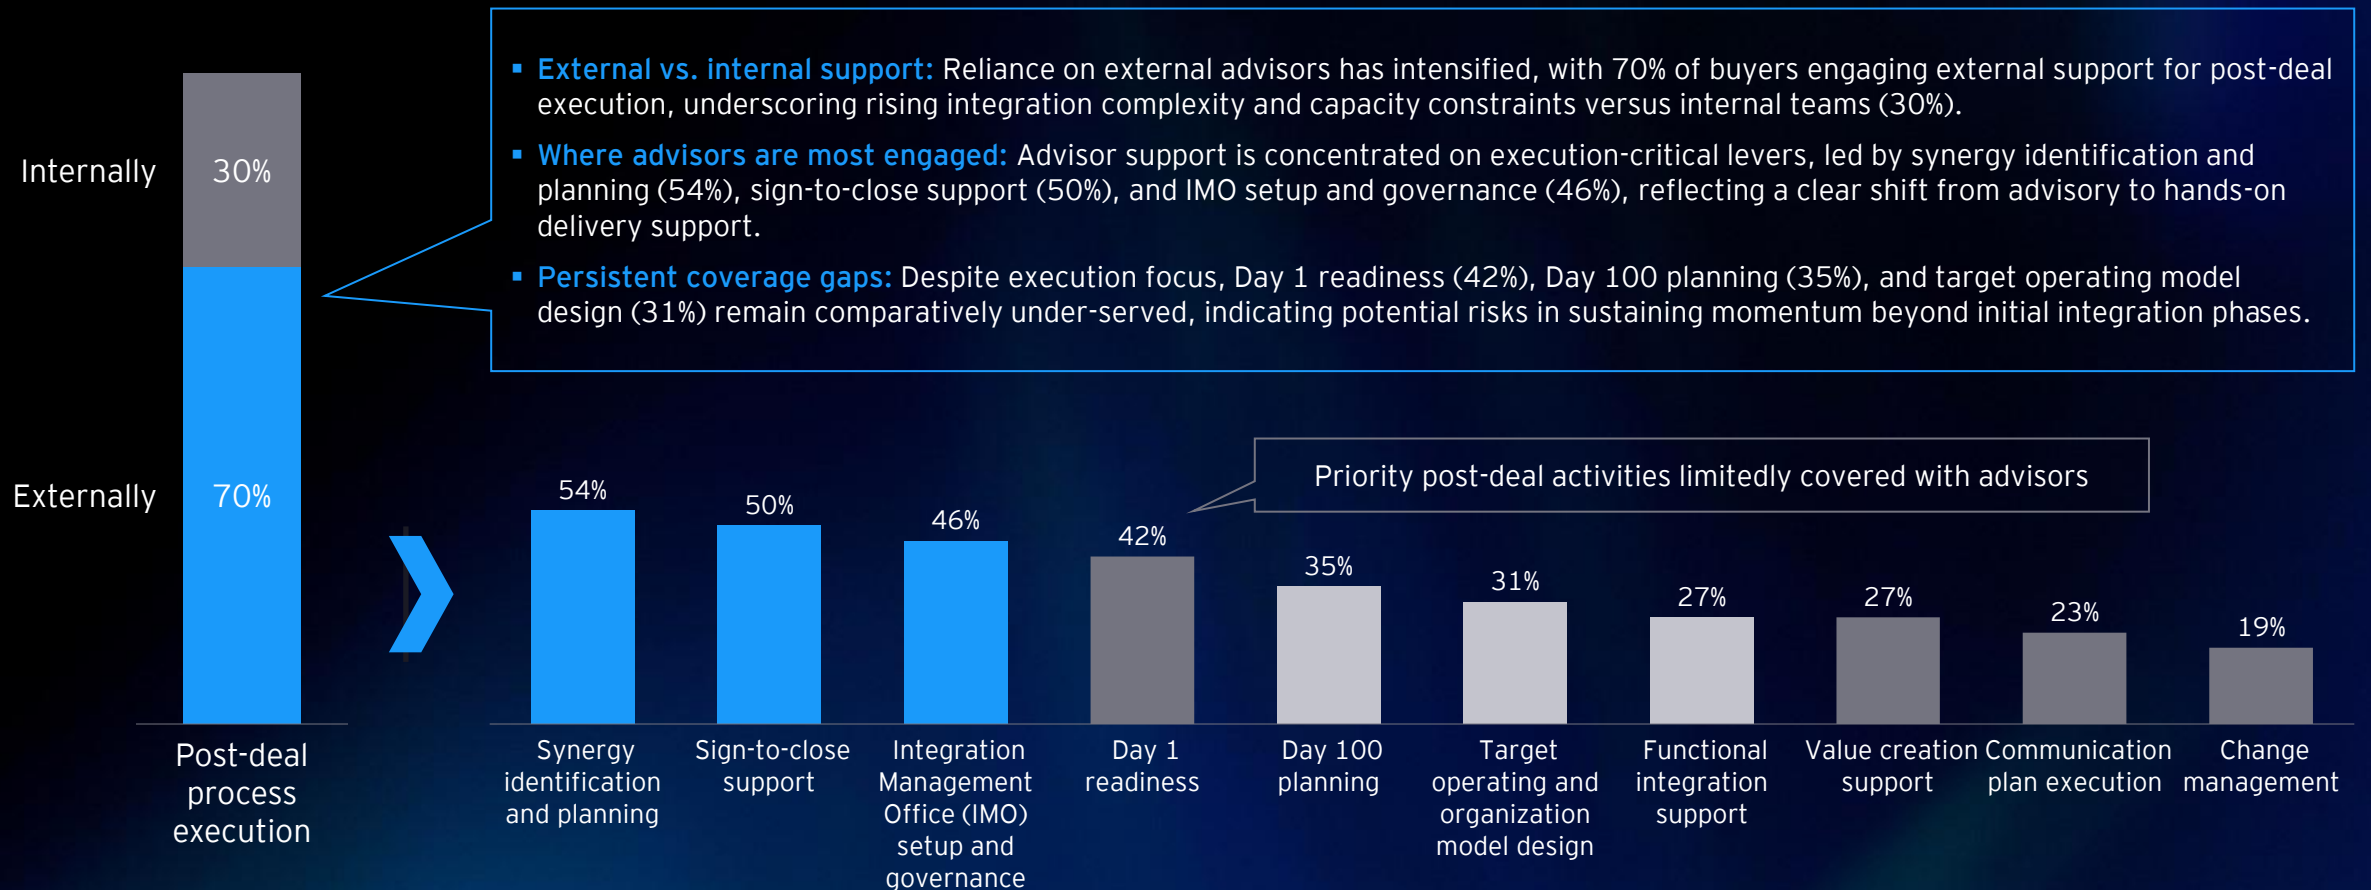 ▪ External vs. internal support: Reliance on external advisors has intensified, with 70% of buyers engaging external support for post-deal
execution, underscoring rising integration complexity and capacity constraints versus internal teams (30%).
▪ Where advisors are most engaged: Advisor support is concentrated on execution-critical levers, led by synergy identification and
planning (54%), sign-to-close support (50%), and IMO setup and governance (46%), reflecting a clear shift from advisory to hands-on
delivery support.
▪ Persistent coverage gaps: Despite execution focus, Day 1 readiness (42%), Day 100 planning (35%), and target operating model
design (31%) remain comparatively under-served, indicating potential risks in sustaining momentum beyond initial integration phases.
Internally
30%
Externally
70%
Post-deal
process
execution
Priority post-deal activities limitedly covered with advisors
54%
50%
46%
42%
35%
31%
27%
27%
23%
19%
Synergy
identification
and planning
Sign-to-close
support
Integration
Management
Office (IMO)
setup and
governance
Day 1
readiness
Day 100
planning
Target
operating and
organization
model design
Functional
integration
support
Value creation
support
Communication
plan execution
Change
management